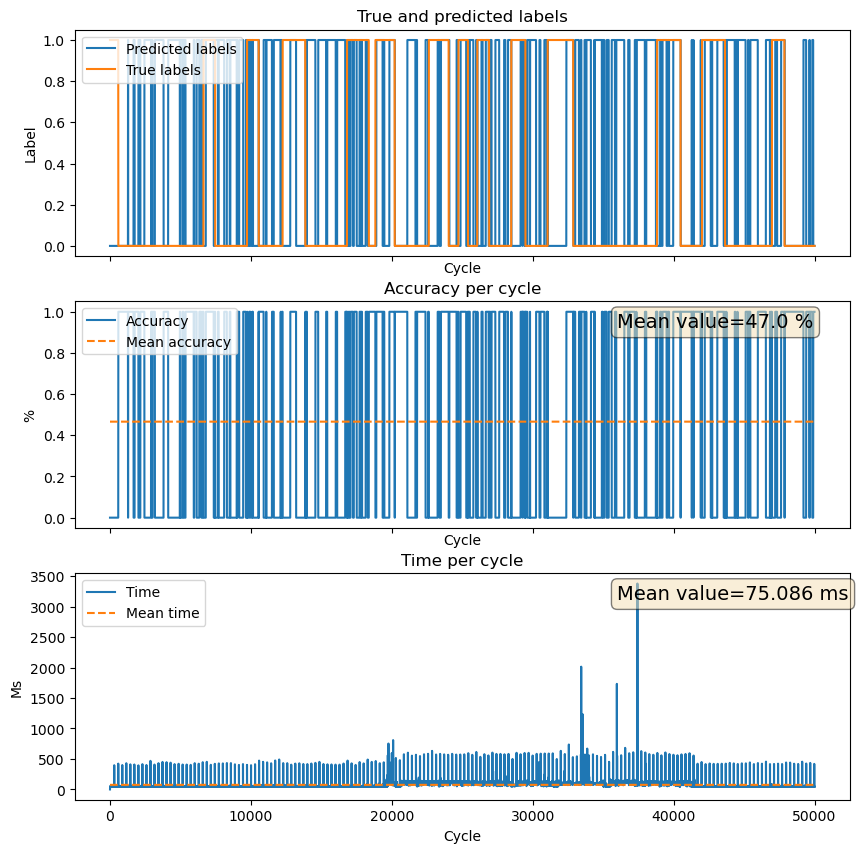 True and predicted labels
1.0
0.8
0.6
0.4
0.2
0.0
Label
Predicted labels
True labels
Cycle
Accuracy per cycle
1.0
0.8
0.6
0.4
0.2
0.0
%
Accuracy
Mean accuracy
Mean value=47.0 %
Cycle
Time per cycle
3500
3000
2500
2000
1500
1000
500
0
Ms
Time
Mean time
Mean value=75.086 ms
0
10000
20000
30000
40000
50000
Cycle